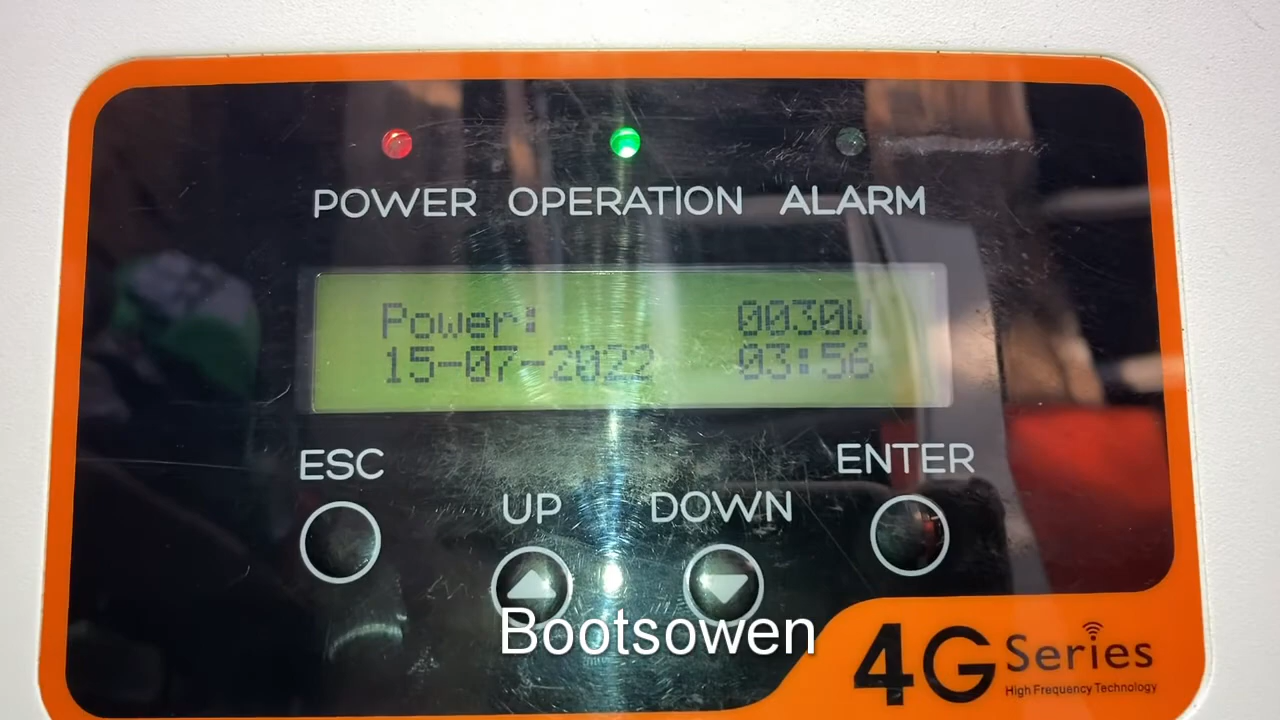 POWER OPERATION ALARM
Power: 0030W
15-07-2022 03:56
ESC ENTER
UP DOWN
Bootsowen
4G Series
High Frequency Technology